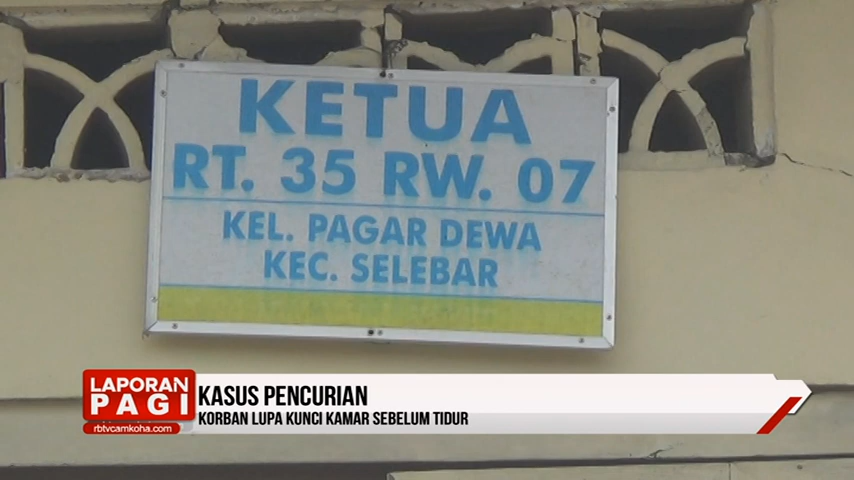 KETUA
RT. 35 RW. 07
KEL. PAGAR DEWA
KEC. SELEBAR
LAPORAN
PAGI
rbtvcamkoha.com
KASUS PENCURIAN
KORBAN LUPA KUNCI KAMAR SEBELUM TIDUR